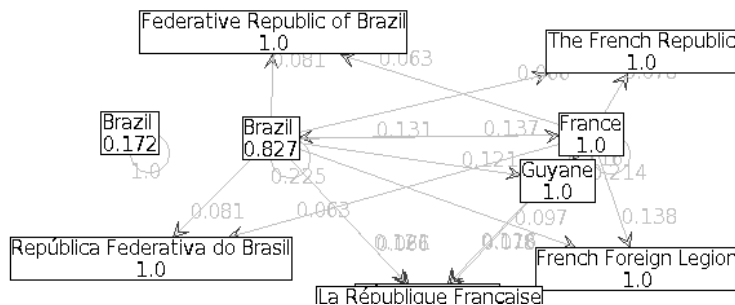 Federative Republic of Brazil
1.0
The French Republic
1.0
0.081
0.063
Brazil
0.172
Brazil
0.827
0.131
0.137
France
1.0
1.0
0.225
0.121
Guyane
1.0
0.214
0.081
0.063
0.097
0.138
República Federativa do Brasil
1.0
French Foreign Legion
1.0
La République Française